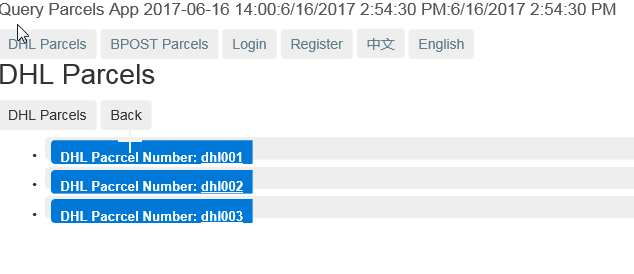 Query Parcels App 2017-06-16 14:00:6/16/2017 2:54:30 PM:6/16/2017 2:54:30 PM
DHL Parcels BPOST Parcels Login Register 中文 English
DHL Parcels
DHL Parcels Back
DHL Pacrcel Number: dhl001
DHL Pacrcel Number: dhl002
DHL Pacrcel Number: dhl003